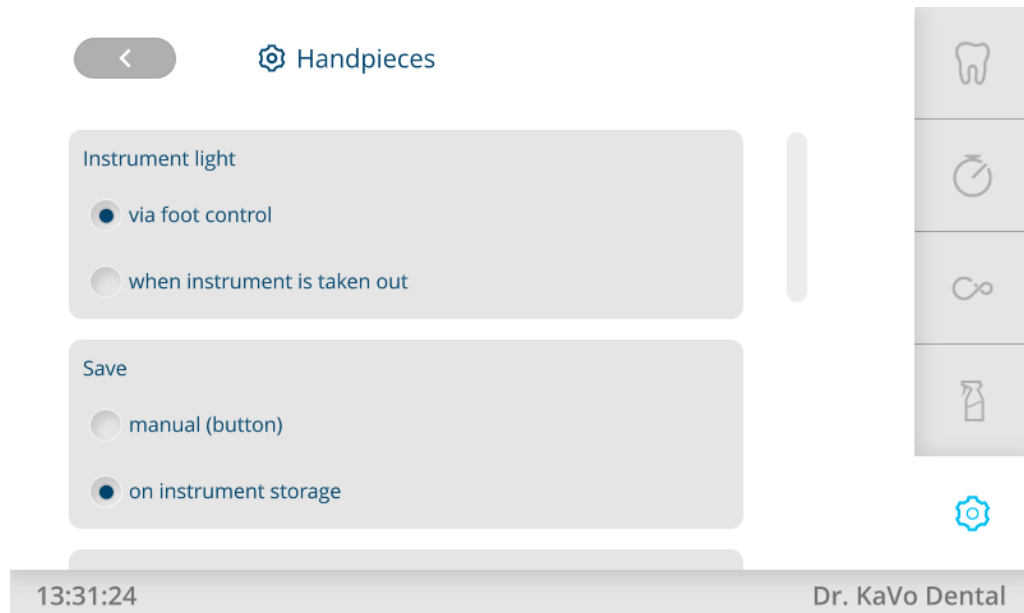 Handpieces
Instrument light
via foot control
when instrument is taken out
Save
manual (button)
on instrument storage
13:31:24
Dr. KaVo Dental